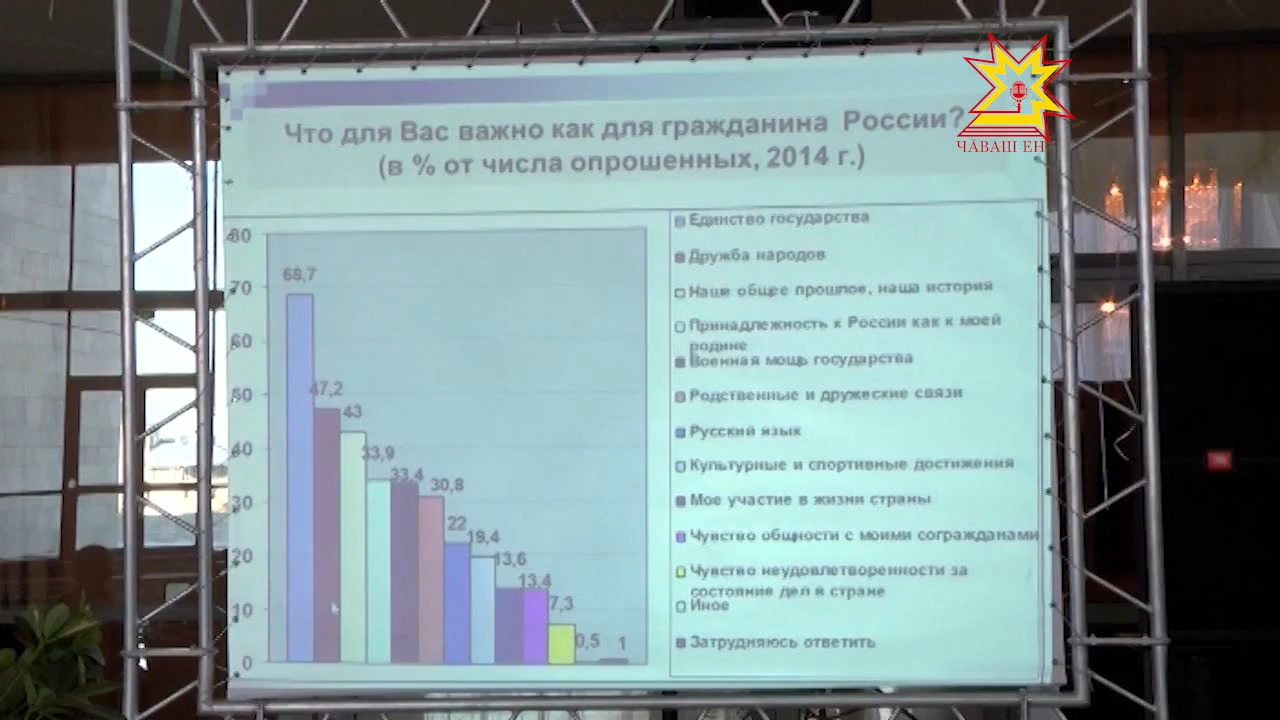 ЧӐВАШ ЕН
Что для Вас важно как для гражданина России?
(в % от числа опрошенных, 2014 г.)
80
70
60
50
40
30
20
10
0
68,7
47,2
43
33,9
33,4
30,8
22
19,4
13,6
13,4
7,3
0,5
1
Единство государства
Дружба народов
Наше общее прошлое, наша история
Принадлежность к России как к моей
родине
Военная мощь государства
Родственные и дружеские связи
Русский язык
Культурные и спортивные достижения
Мое участие в жизни страны
Чувство общности с моими согражданами
Чувство неудовлетворенности за
состояние дел в стране
Иное
Затрудняюсь ответить